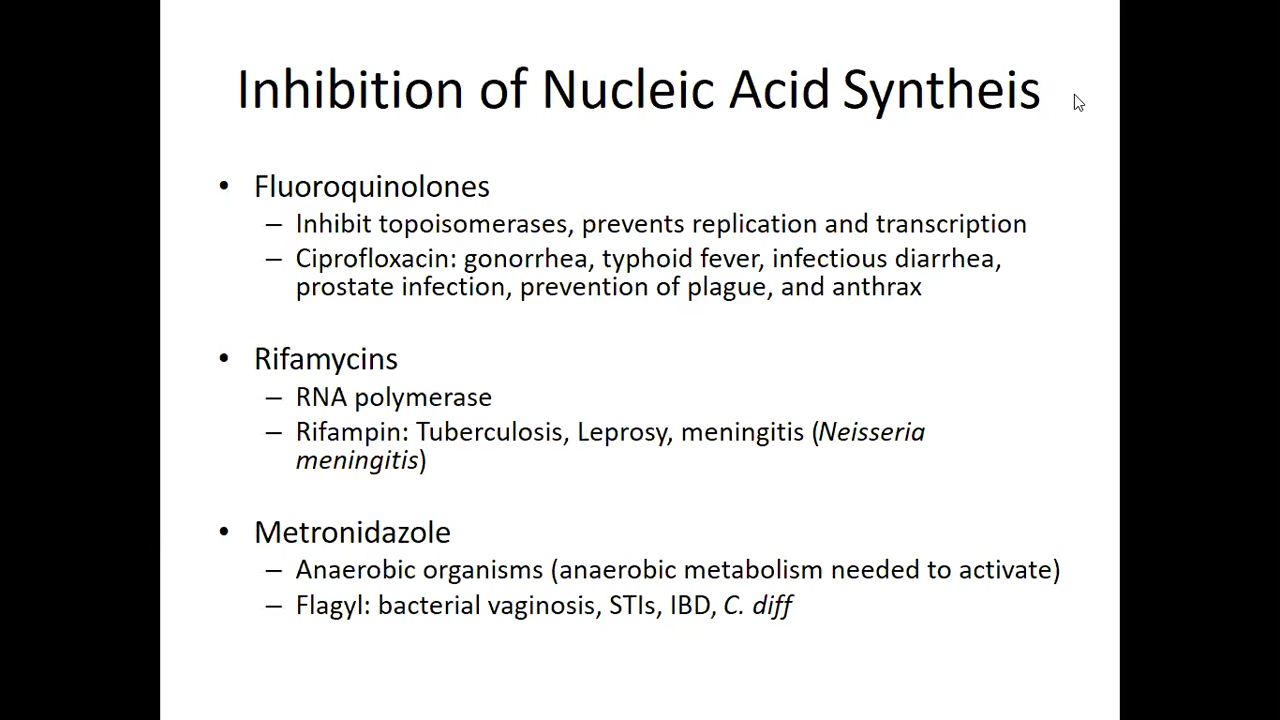 Inhibition of Nucleic Acid Syntheis
• Fluoroquinolones
– Inhibit topoisomerases, prevents replication and transcription
– Ciprofloxacin: gonorrhea, typhoid fever, infectious diarrhea,
prostate infection, prevention of plague, and anthrax
• Rifamycins
– RNA polymerase
– Rifampin: Tuberculosis, Leprosy, meningitis (Neisseria
meningitis)
• Metronidazole
– Anaerobic organisms (anaerobic metabolism needed to activate)
– Flagyl: bacterial vaginosis, STIs, IBD, C. diff